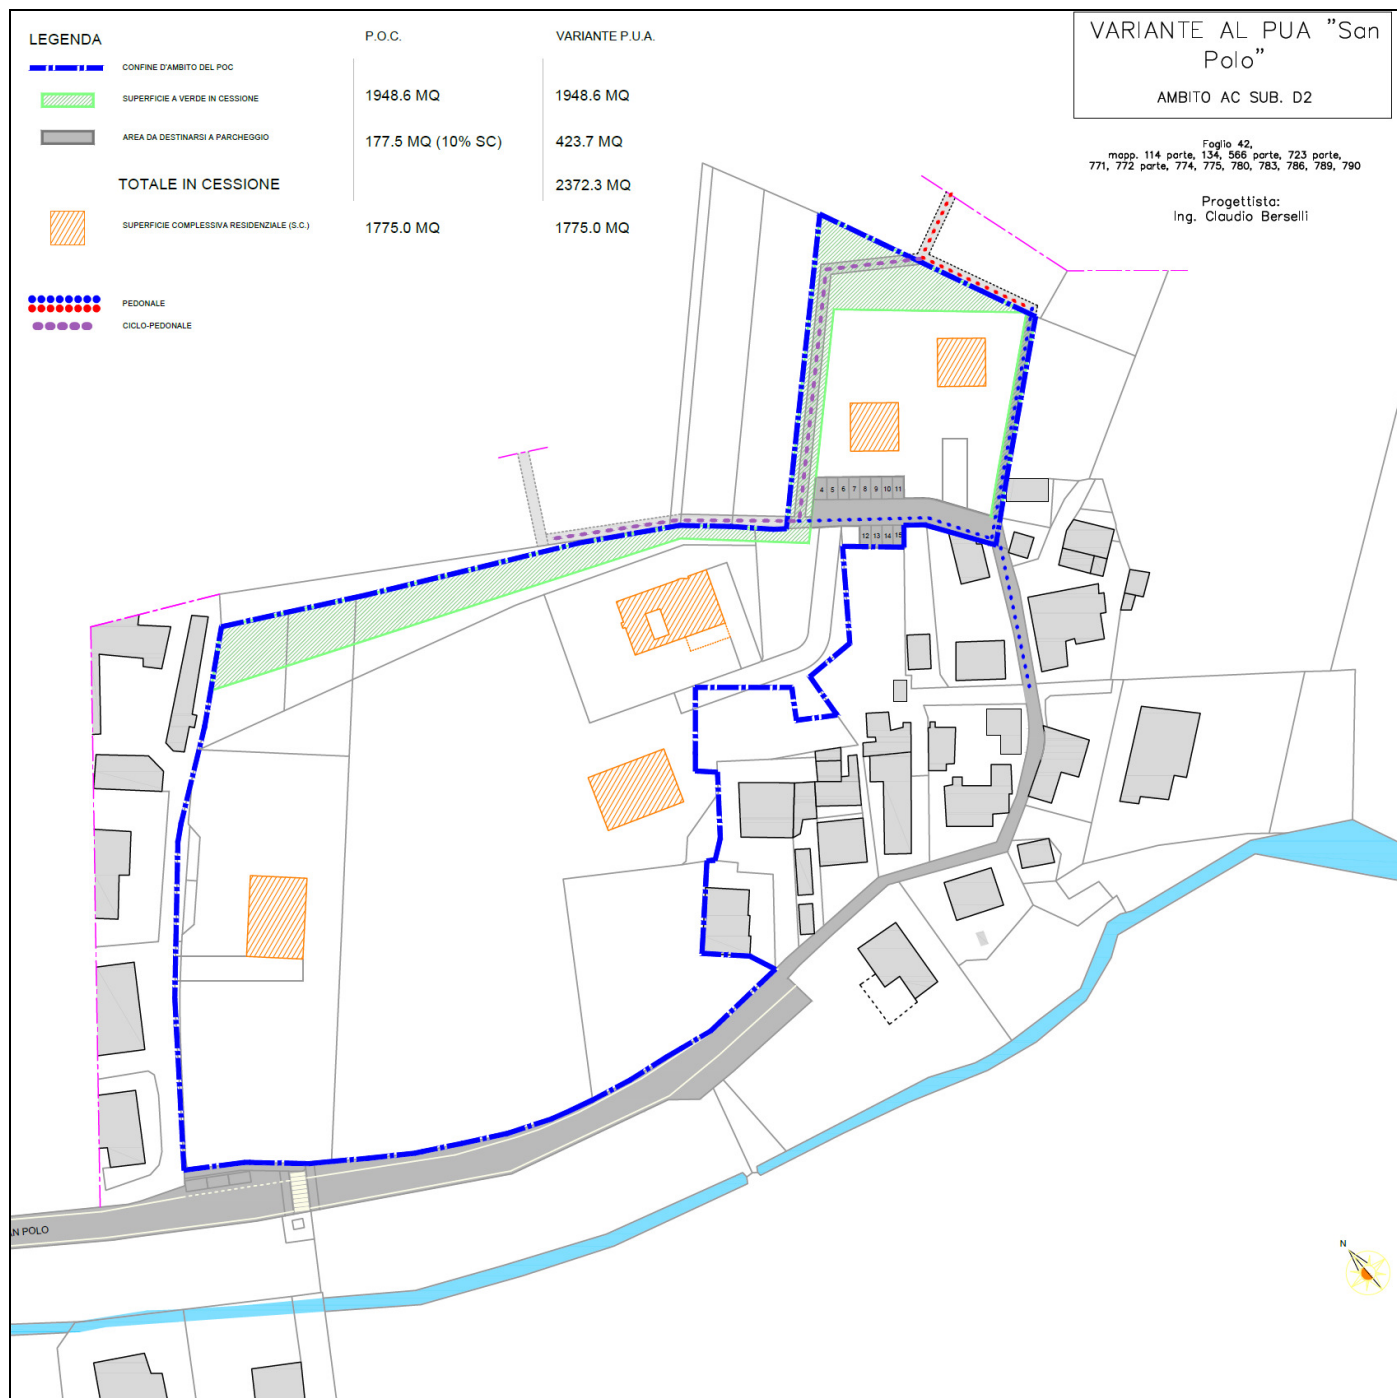 LEGENDA
P.O.C.
VARIANTE P.U.A.
CONFINE D'AMBITO DEL POC
SUPERFICIE A VERDE IN CESSIONE
1948.6 MQ
1948.6 MQ
AREA DA DESTINARSI A PARCHEGGIO
177.5 MQ (10% SC)
423.7 MQ
TOTALE IN CESSIONE
2372.3 MQ
SUPERFICIE COMPLESSIVA RESIDENZIALE (S.C.)
1775.0 MQ
1775.0 MQ
PEDONALE
CICLO-PEDONALE
VARIANTE AL PUA "San
Polo"
AMBITO AC SUB. D2
Foglio 42,
mapp. 114 parte, 134, 566 parte, 723 parte,
771, 772 parte, 774, 775, 780, 783, 786, 789, 790
Progettista:
Ing. Claudio Berselli
4 5 6 7 8 9 10 11
12 13 14 15
AN POLO
N